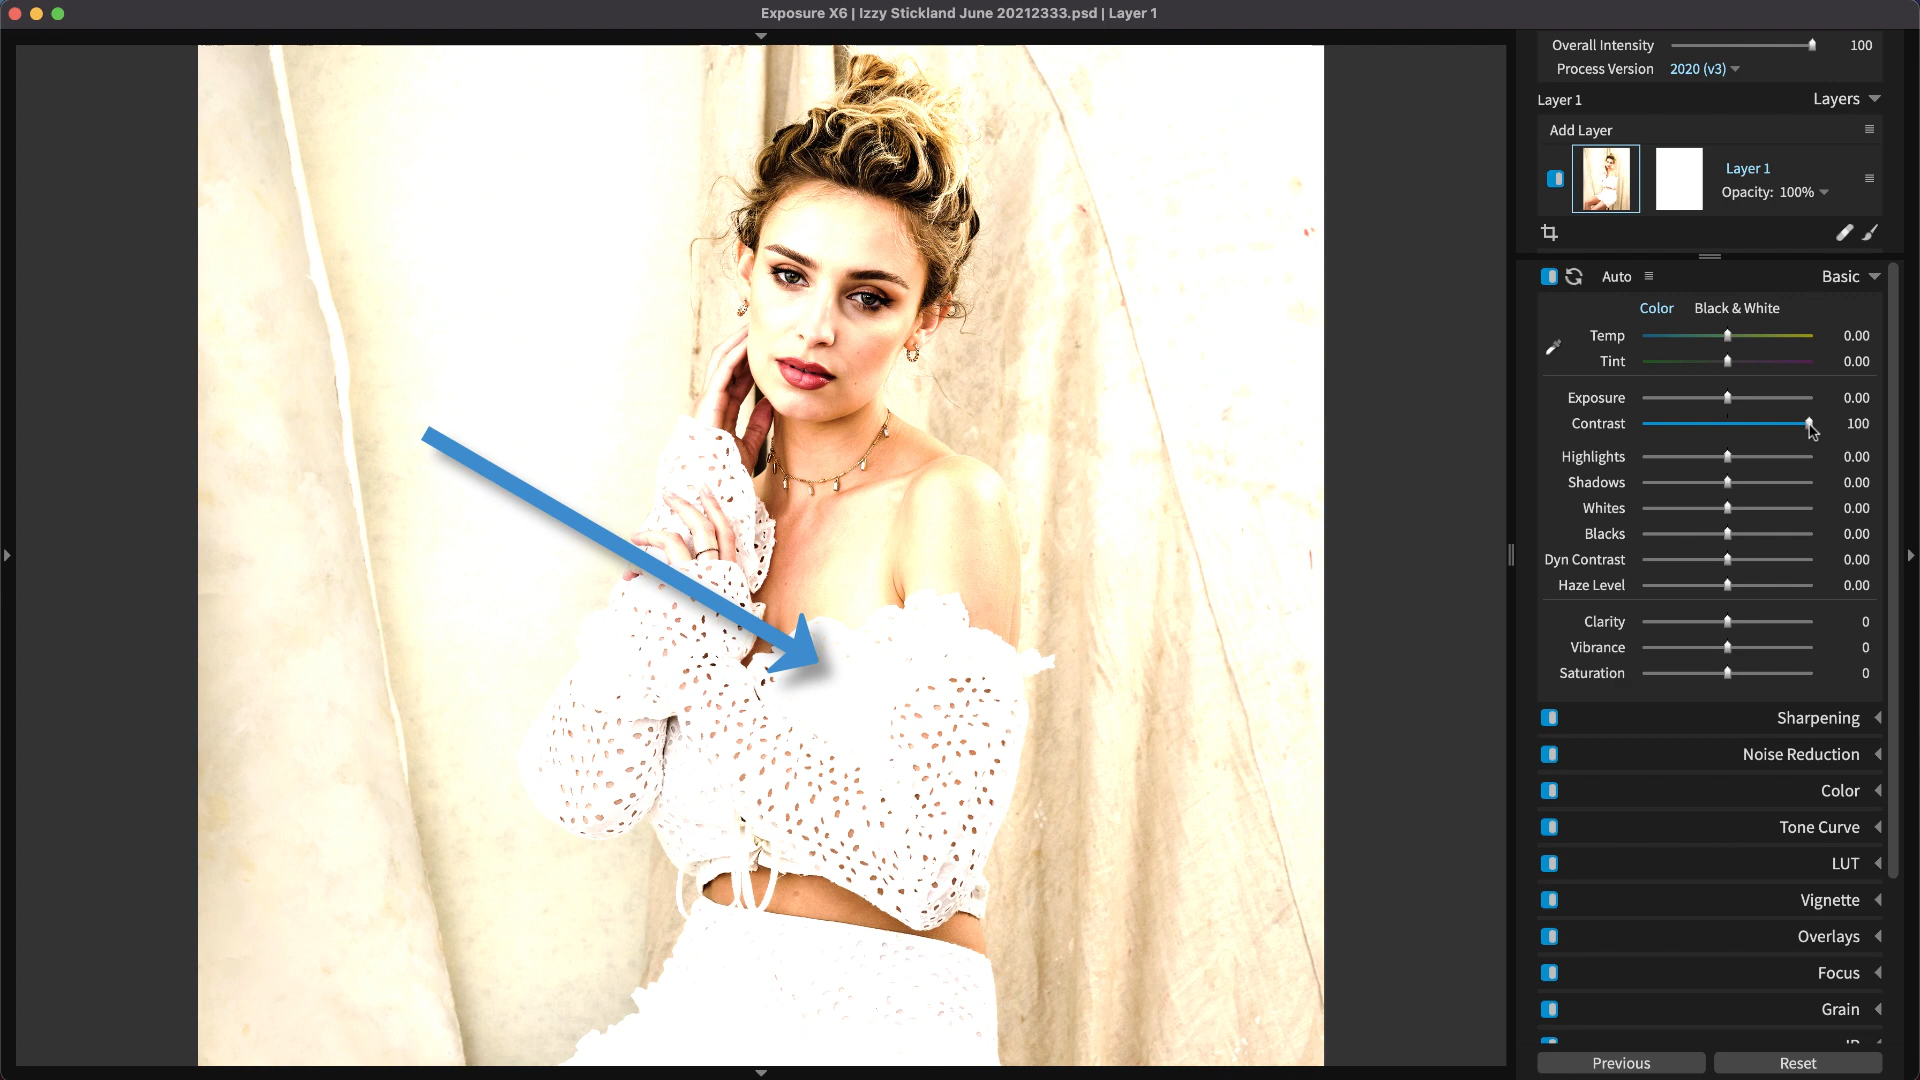 Exposure X6 | Izzy Stickland June 20212333.psd | Layer 1
Overall Intensity 100
Process Version 2020 (v3)
Layer 1 Layers
Add Layer
Layer 1
Opacity: 100%
Auto Basic
Color Black & White
Temp 0.00
Tint 0.00
Exposure 0.00
Contrast 100
Highlights 0.00
Shadows 0.00
Whites 0.00
Blacks 0.00
Dyn Contrast 0.00
Haze Level 0.00
Clarity 0
Vibrance 0
Saturation 0
Sharpening
Noise Reduction
Color
Tone Curve
LUT
Vignette
Overlays
Focus
Grain
Previous Reset